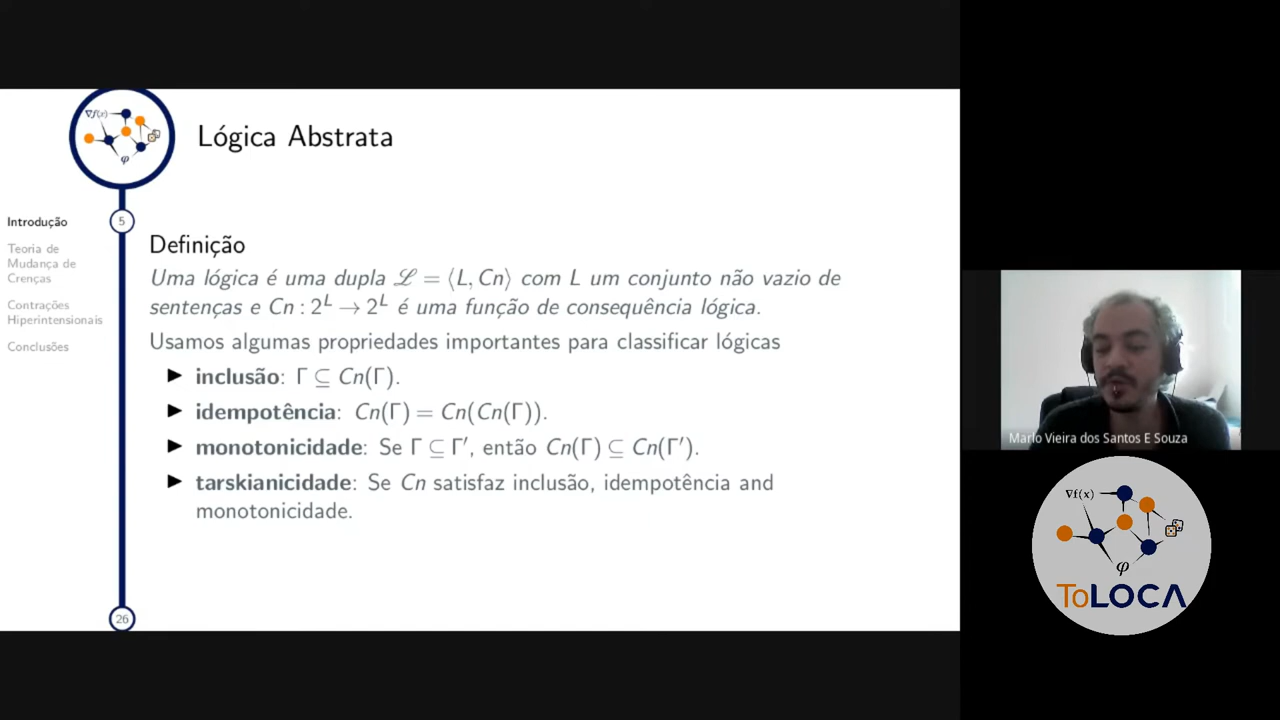 ∇f(x)
φ
Lógica Abstrata
Introdução
Teoria de
Mudança de
Crenças
Contrações
Hiperintensionais
Conclusões
5
26
Definição
Uma lógica é uma dupla ℒ = ⟨L, Cn⟩ com L um conjunto não vazio de
sentenças e Cn : 2^L → 2^L é uma função de consequência lógica.
Usamos algumas propriedades importantes para classificar lógicas
▶ inclusão: Γ ⊆ Cn(Γ).
▶ idempotência: Cn(Γ) = Cn(Cn(Γ)).
▶ monotonicidade: Se Γ ⊆ Γ′, então Cn(Γ) ⊆ Cn(Γ′).
▶ tarskianicidade: Se Cn satisfaz inclusão, idempotência and
monotonicidade.
Marlo Vieira dos Santos E Souza
∇f(x)
φ
ToLOCA